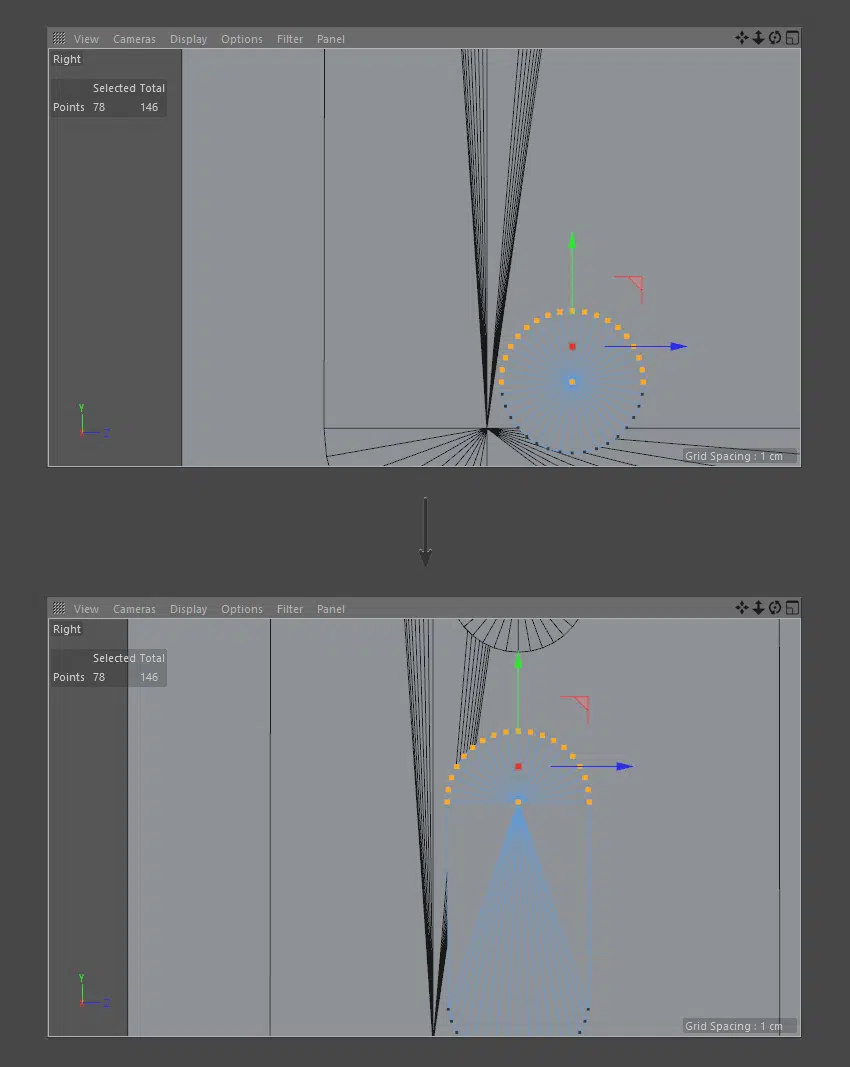 View Cameras Display Options Filter Panel
Right
Selected Total
Points 78 146
Y
Z
Grid Spacing : 1 cm
View Cameras Display Options Filter Panel
Right
Selected Total
Points 78 146
Y
Z
Grid Spacing : 1 cm